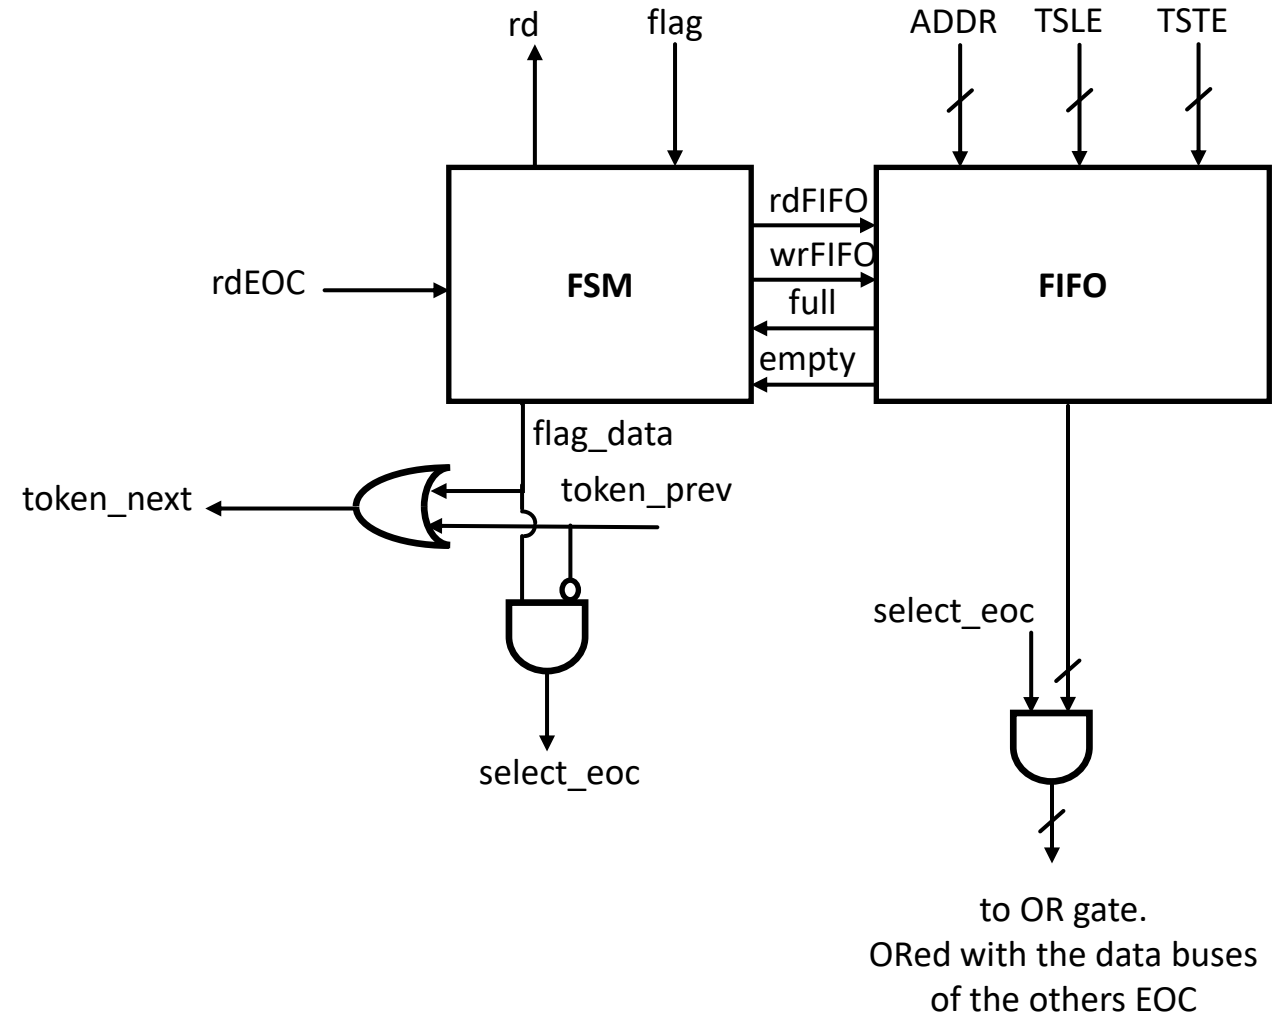 rd
flag
ADDR
TSLE
TSTE
rdFIFO
wrFIFO
rdEOC
FSM
full
FIFO
empty
flag_data
token_next
token_prev
select_eoc
select_eoc
to OR gate.
ORed with the data buses
of the others EOC